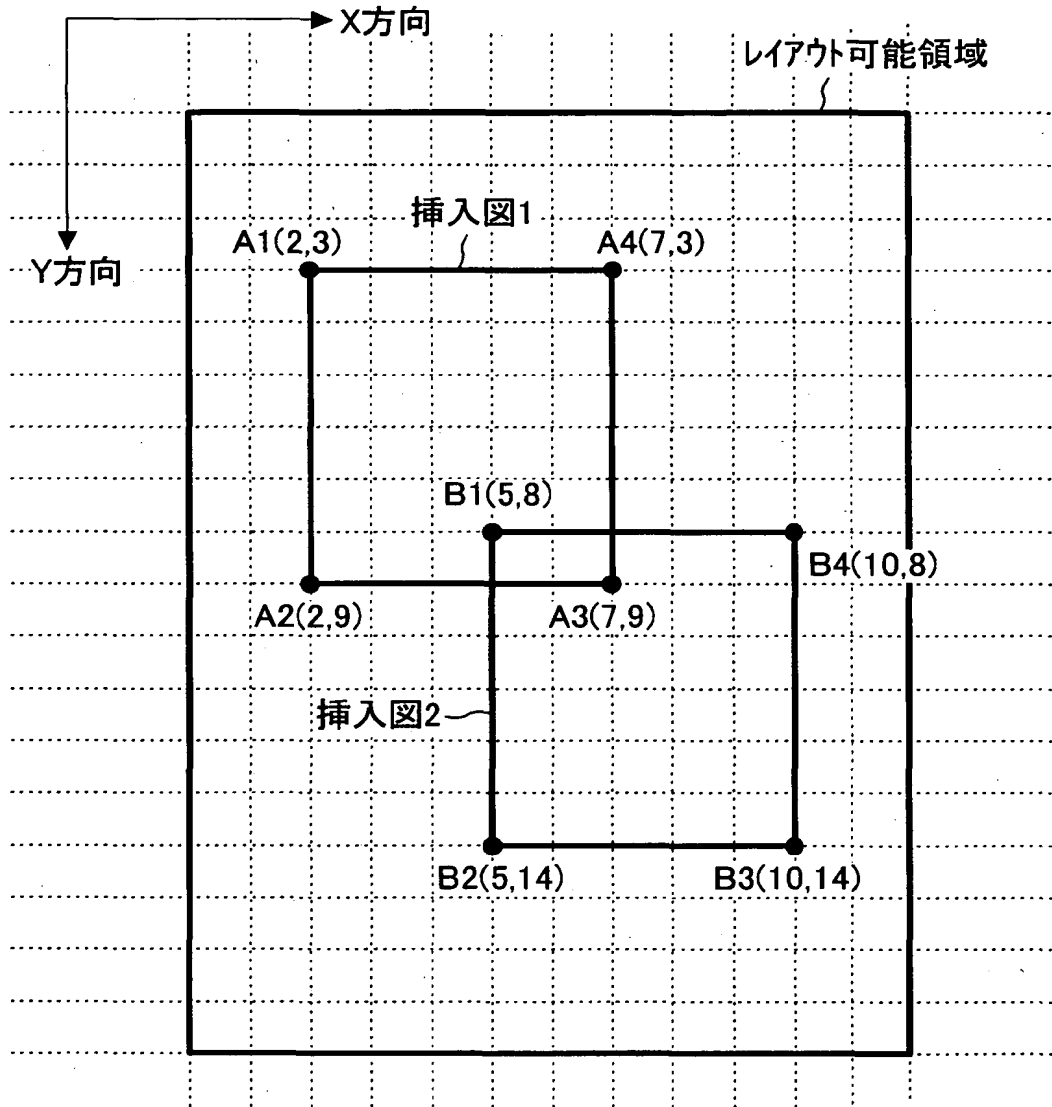 X方向
レイアウト可能領域
挿入図1
A1(2,3)
A4(7,3)
Y方向
B1(5,8)
B4(10,8)
A2(2,9)
A3(7,9)
挿入図2
B2(5,14)
B3(10,14)